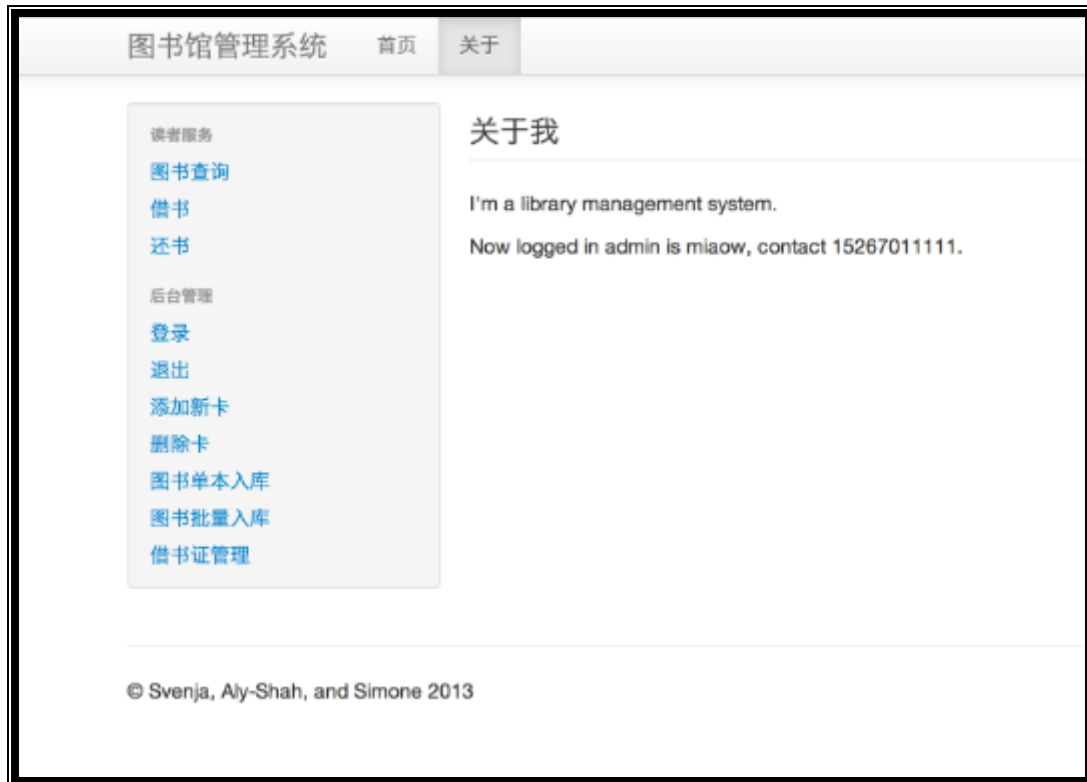 图书馆管理系统 首页 关于
读者服务
图书查询
借书
还书
后台管理
登录
退出
添加新卡
删除卡
图书单本入库
图书批量入库
借书证管理
关于我
I'm a library management system.
Now logged in admin is miaow, contact 15267011111.
© Svenja, Aly-Shah, and Simone 2013